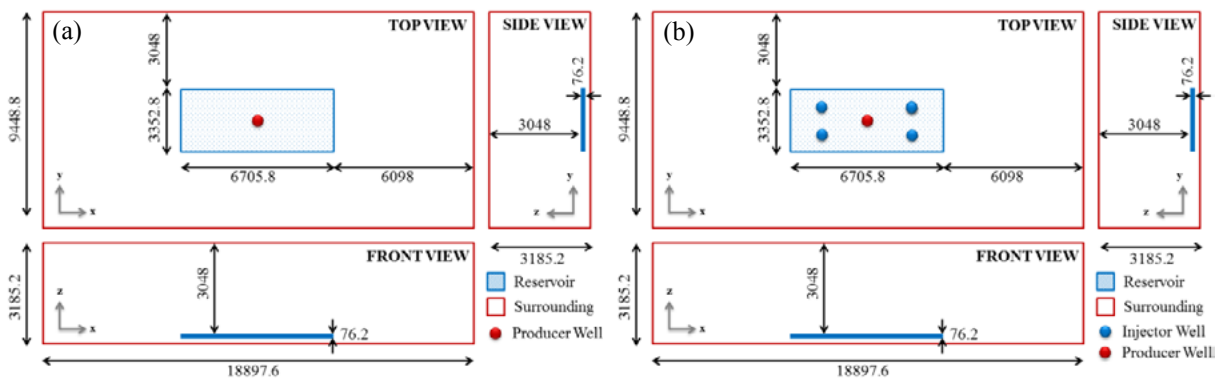 (a)
TOP VIEW
3048
3352.8
9448.8
6705.8
6098
y
x
SIDE VIEW
76.2
3048
y
z
3185.2
FRONT VIEW
3048
3185.2
z
x
76.2
18897.6
Reservoir
Surrounding
Producer Well
(b)
TOP VIEW
3048
3352.8
9448.8
6705.8
6098
y
x
SIDE VIEW
76.2
3048
y
z
3185.2
FRONT VIEW
3048
3185.2
z
x
76.2
18897.6
Reservoir
Surrounding
Injector Well
Producer Well